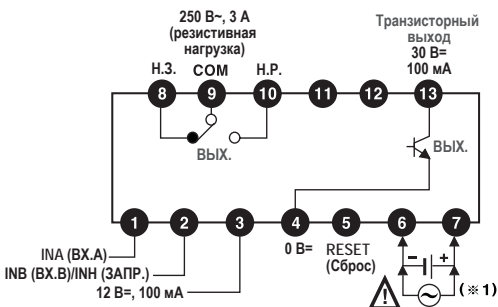 250 В~, 3 А
(резистивная
нагрузка)
Транзисторный
выход
30 В=
100 мА
Н.З. COM Н.Р.
8 9 10 11 12 13
ВЫХ.
ВЫХ.
1 2 3 4 5 6 7
INA (ВХ.А)
INB (ВХ.В)/INH (ЗАПР.)
12 В=, 100 мА
0 В=
RESET
(Сброс)
− +
(※1)